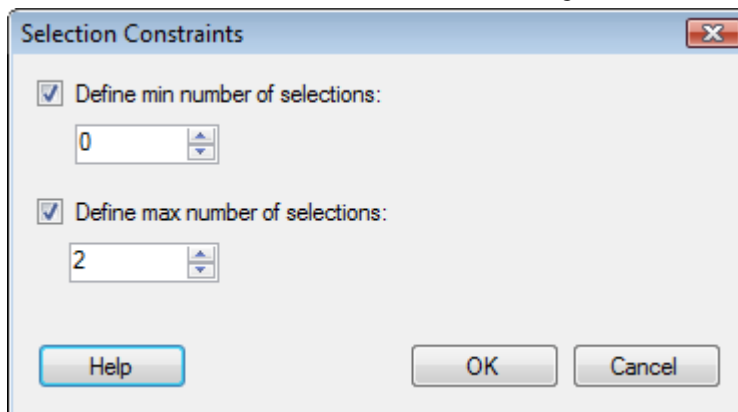 Selection Constraints
Define min number of selections:
0
Define max number of selections:
2
Help OK Cancel